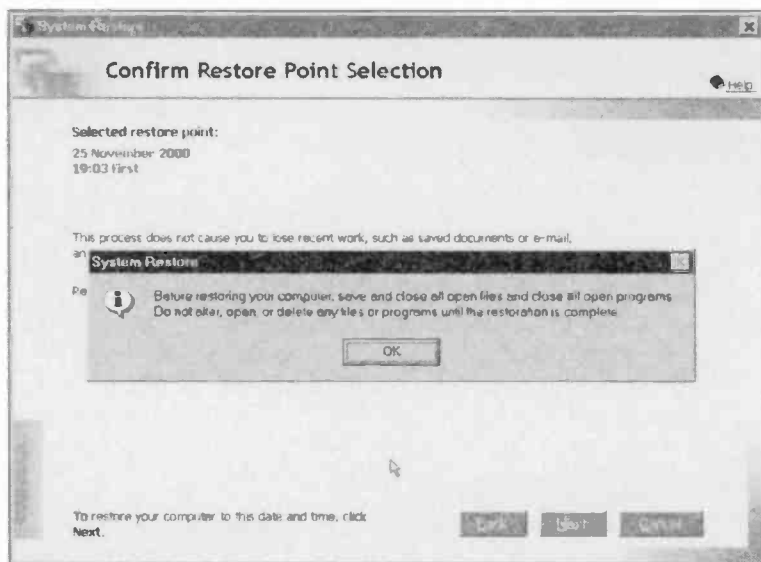 System Restore
Confirm Restore Point Selection
Help
Selected restore point:
25 November 2000
19:03 First
This process does not cause you to lose recent work, such as saved documents or e-mail,
an
System Restore
Re
Before restoring your computer, save and close all open files and close all open programs
Do not alter, open, or delete any files or programs until the restoration is complete
OK
To restore your computer to this date and time, click
Next.
Back Next Cancel